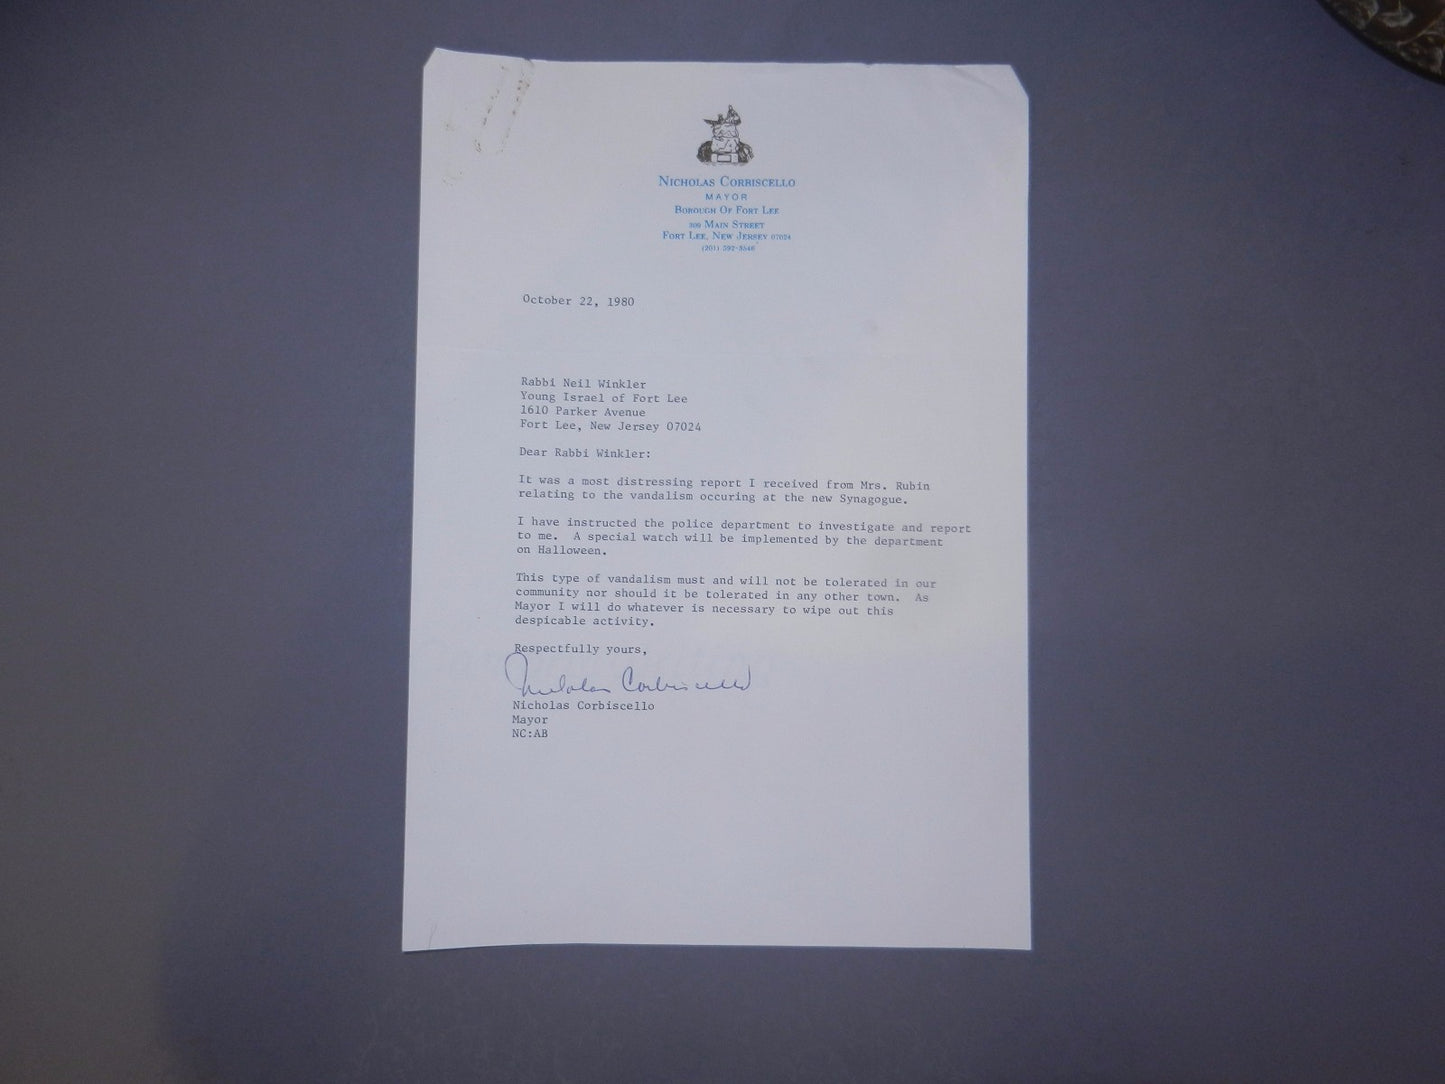 NICHOLAS CORBISCELLO
MAYOR
BOROUGH OF FORT LEE
309 MAIN STREET
FORT LEE, NEW JERSEY 07024
(201) 592-3546
October 22, 1980
Rabbi Neil Winkler
Young Israel of Fort Lee
1610 Parker Avenue
Fort Lee, New Jersey 07024
Dear Rabbi Winkler:
It was a most distressing report I received from Mrs. Rubin
relating to the vandalism occuring at the new Synagogue.
I have instructed the police department to investigate and report
to me. A special watch will be implemented by the department
on Halloween.
This type of vandalism must and will not be tolerated in our
community nor should it be tolerated in any other town. As
Mayor I will do whatever is necessary to wipe out this
despicable activity.
Respectfully yours,
Nicholas Corbiscello
Nicholas Corbiscello
Mayor
NC:AB